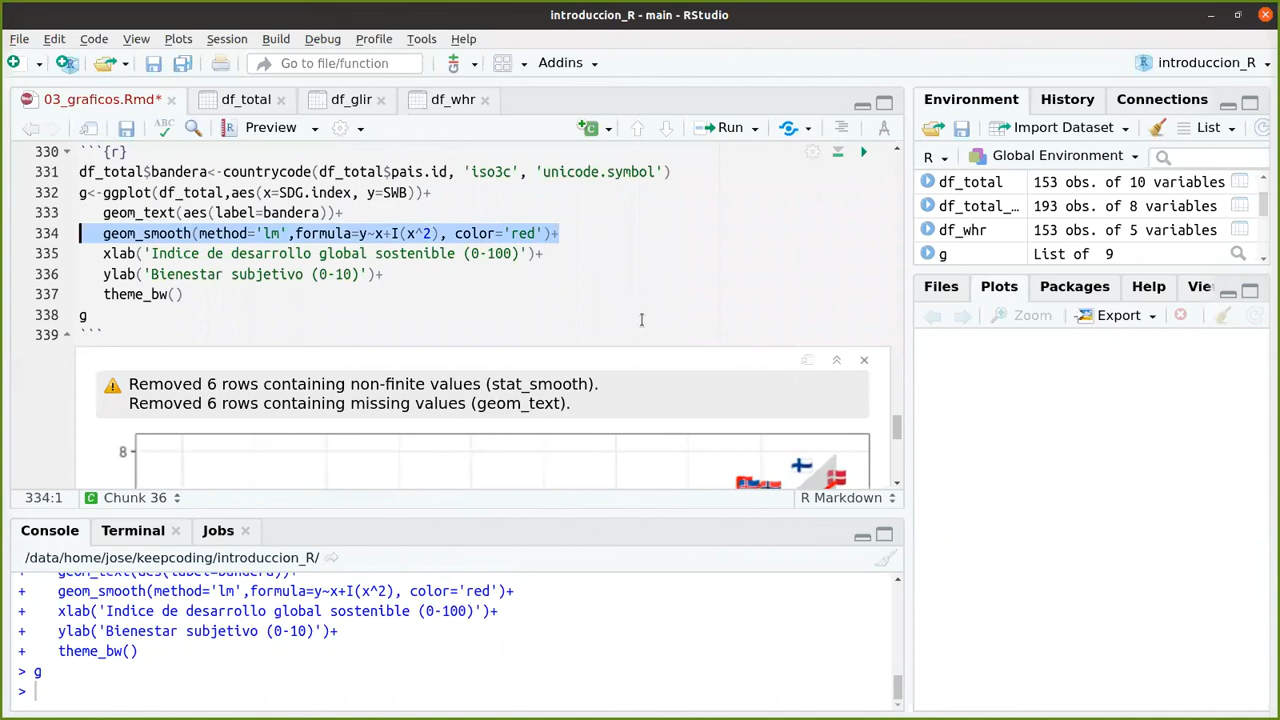 introduccion_R - main - RStudio
File Edit Code View Plots Session Build Debug Profile Tools Help
Go to file/function Addins introduccion_R
03_graficos.Rmd* df_total df_glir df_whr
ABC Preview Run
330 ```{r}
331 df_total$bandera<-countrycode(df_total$pais.id, 'iso3c', 'unicode.symbol')
332 g<-ggplot(df_total,aes(x=SDG.index, y=SWB))+
333 geom_text(aes(label=bandera))+
334 geom_smooth(method='lm',formula=y~x+I(x^2), color='red')+
335 xlab('Indice de desarrollo global sostenible (0-100)')+
336 ylab('Bienestar subjetivo (0-10)')+
337 theme_bw()
338 g
339 ```
Removed 6 rows containing non-finite values (stat_smooth).
Removed 6 rows containing missing values (geom_text).
8
334:1 C Chunk 36 R Markdown
Console Terminal Jobs
/data/home/jose/keepcoding/introduccion_R/
+ geom_text(aes(label=bandera))+
+ geom_smooth(method='lm',formula=y~x+I(x^2), color='red')+
+ xlab('Indice de desarrollo global sostenible (0-100)')+
+ ylab('Bienestar subjetivo (0-10)')+
+ theme_bw()
> g
>
Environment History Connections
Import Dataset List
R Global Environment
df_total 153 obs. of 10 variables
df_total_… 193 obs. of 8 variables
df_whr 153 obs. of 5 variables
g List of 9
Files Plots Packages Help Vie
Zoom Export